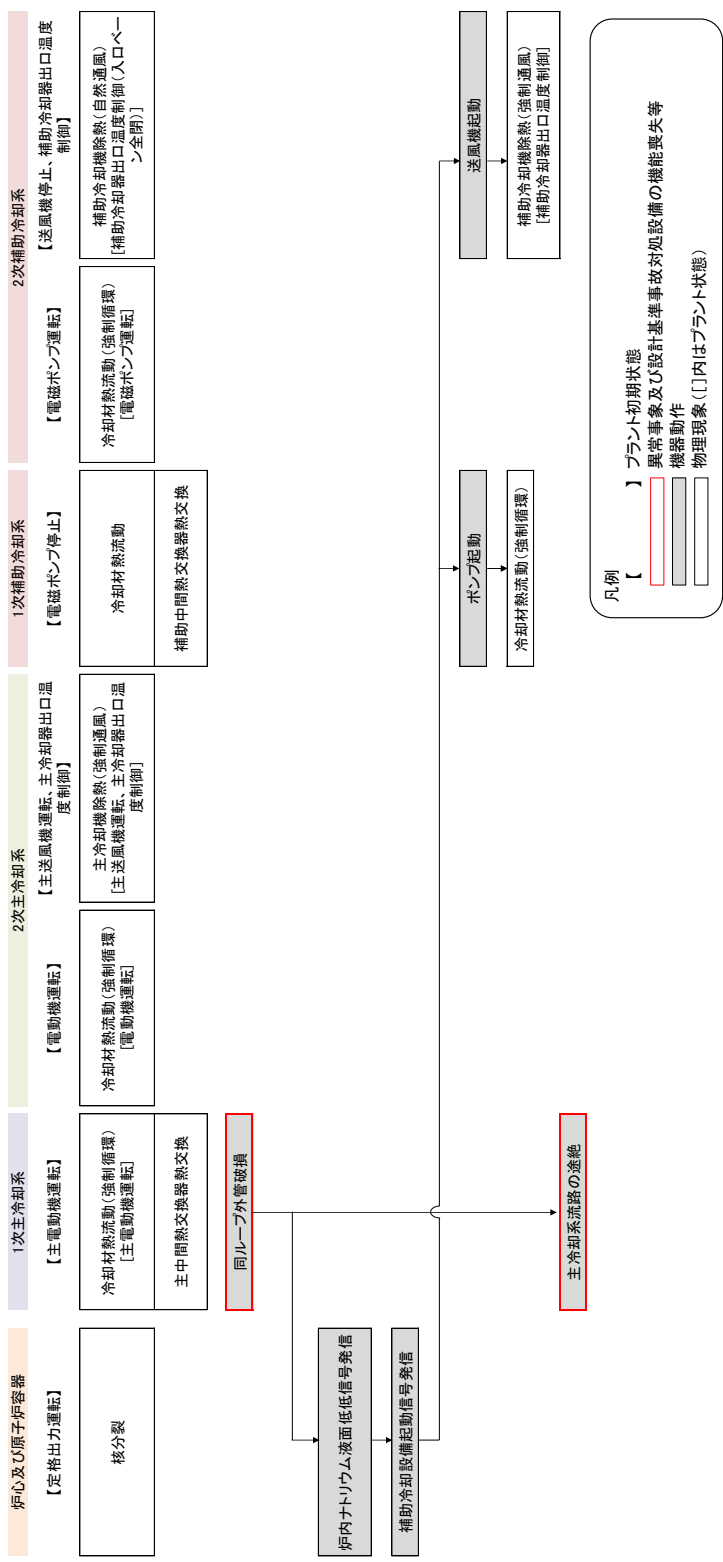 炉心及び原子炉容器
1次主冷却系
2次主冷却系
1次補助冷却系
2次補助冷却系
【定格出力運転】
【主電動機運転】
【電動機運転】
【主送風機運転、主冷却器出口温
度制御】
【電磁ポンプ停止】
【電磁ポンプ運転】
【送風機停止、補助冷却器出口温度
制御】
核分裂
冷却材熱流動(強制循環)
[主電動機運転]
主中間熱交換器熱交換
冷却材熱流動(強制循環)
[電動機運転]
主冷却機除熱(強制通風)
[主送風機運転、主冷却器出口温
度制御]
冷却材熱流動
補助中間熱交換器熱交換
冷却材熱流動(強制循環)
[電磁ポンプ運転]
補助冷却機除熱(自然通風)
[補助冷却器出口温度制御(入口ベー
ン全閉)]
同ループ外管破損
炉内ナトリウム液面低低信号発信
補助冷却設備起動信号発信
ポンプ起動
冷却材熱流動(強制循環)
送風機起動
補助冷却機除熱(強制通風)
[補助冷却器出口温度制御]
主冷却系流路の途絶
凡例
【 】 プラント初期状態
異常事象及び設計基準事故対処設備の機能喪失等
機器動作
物理現象([]内はプラント状態)